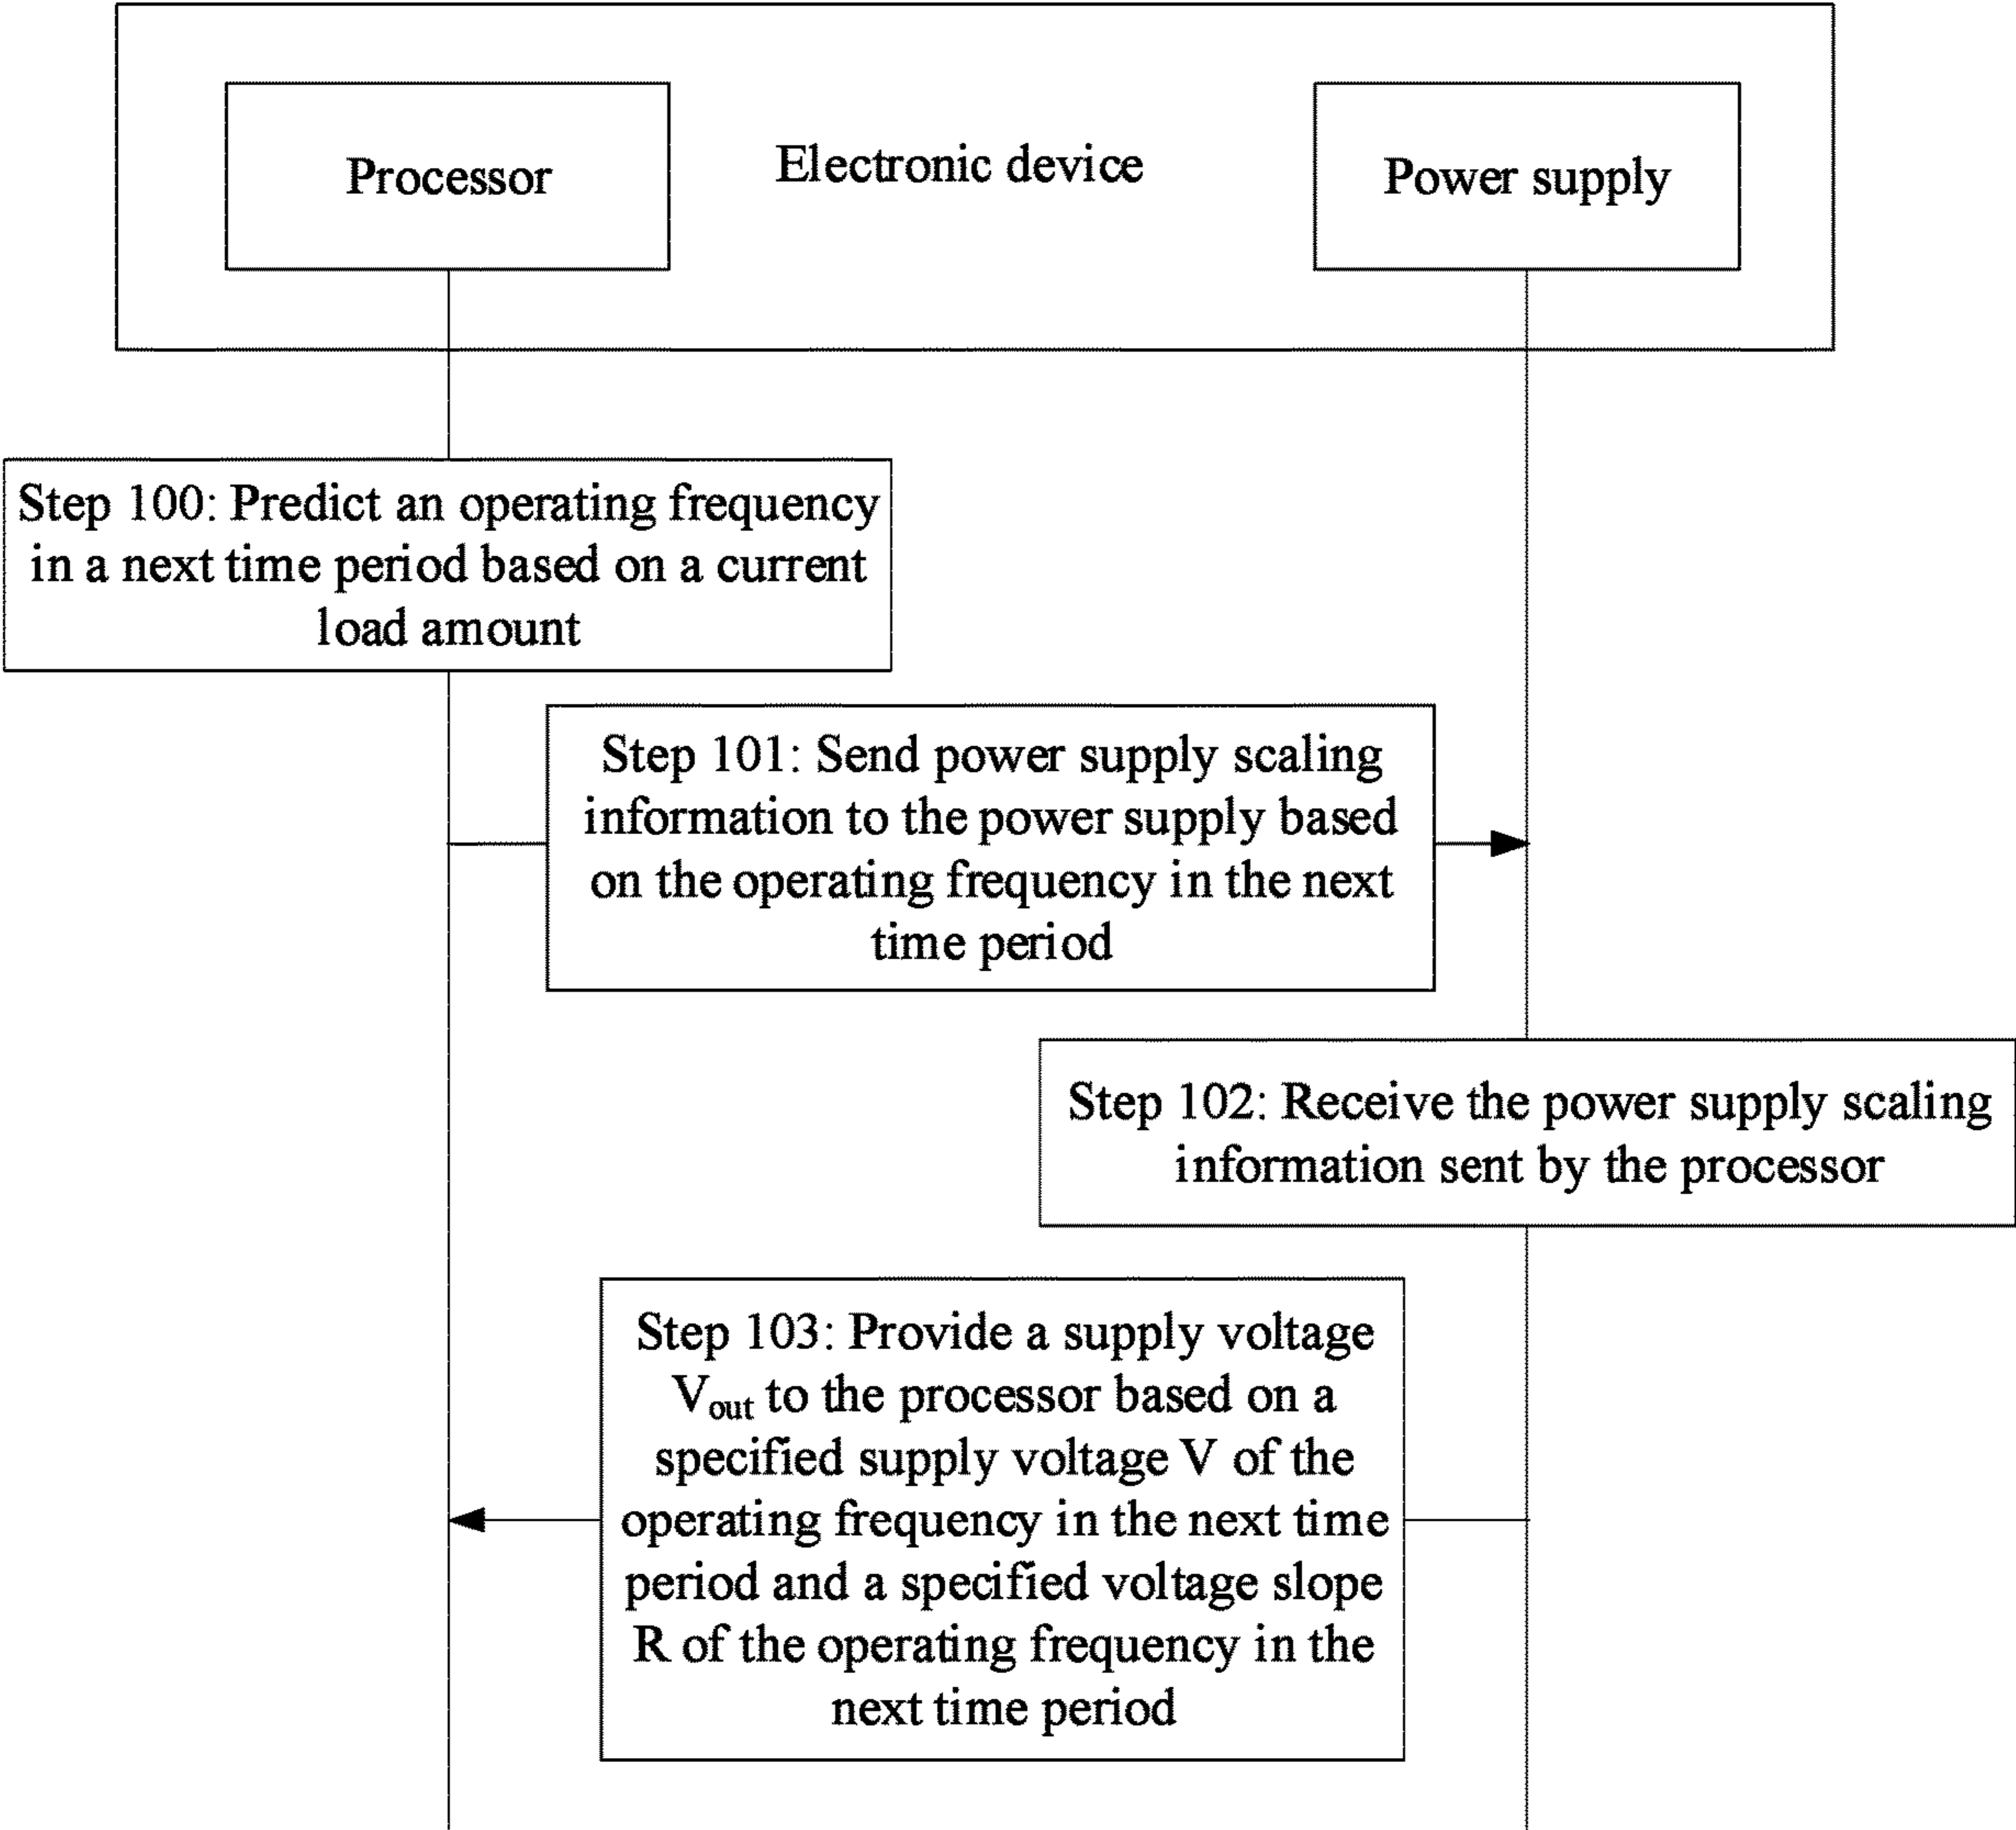 Processor
Electronic device
Power supply
Step 100: Predict an operating frequency
in a next time period based on a current
load amount
Step 101: Send power supply scaling
information to the power supply based
on the operating frequency in the next
time period
Step 102: Receive the power supply scaling
information sent by the processor
Step 103: Provide a supply voltage
Vout to the processor based on a
specified supply voltage V of the
operating frequency in the next time
period and a specified voltage slope
R of the operating frequency in the
next time period